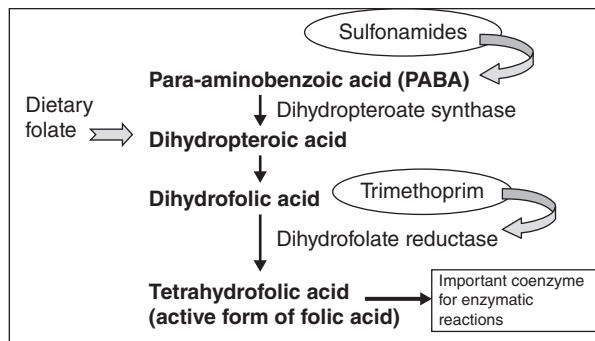 Sulfonamides
Para-aminobenzoic acid (PABA)
Dietary
folate
Dihydropteroate synthase
Dihydropteroic acid
Dihydrofolic acid
Trimethoprim
Dihydrofolate reductase
Tetrahydrofolic acid
(active form of folic acid)
Important coenzyme
for enzymatic
reactions